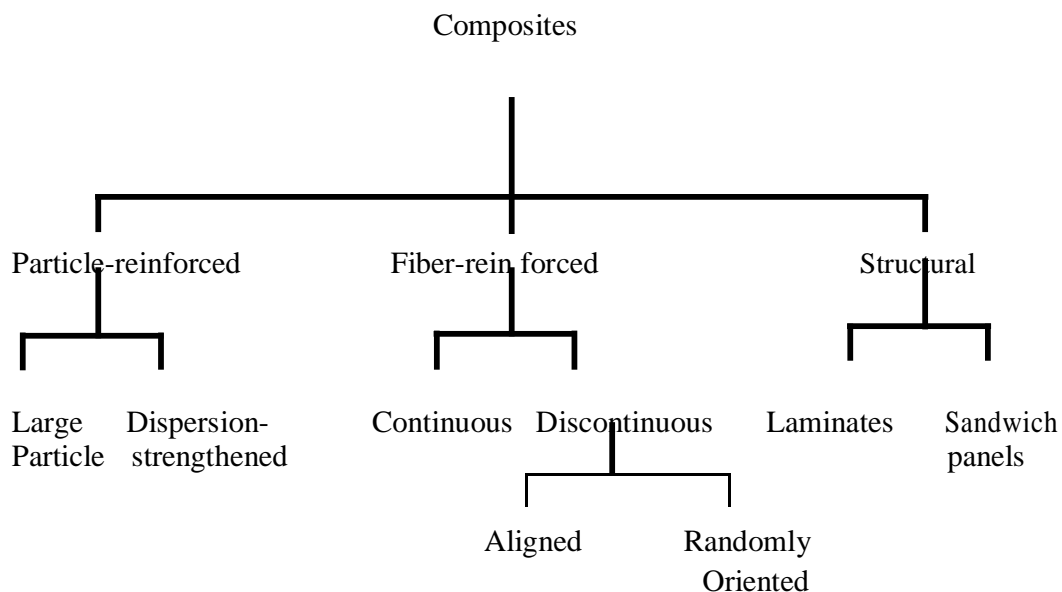 Composites
Particle-reinforced Fiber-rein forced Structural
Large Dispersion- Continuous Discontinuous Laminates Sandwich
Particle strengthened panels
Aligned Randomly
Oriented